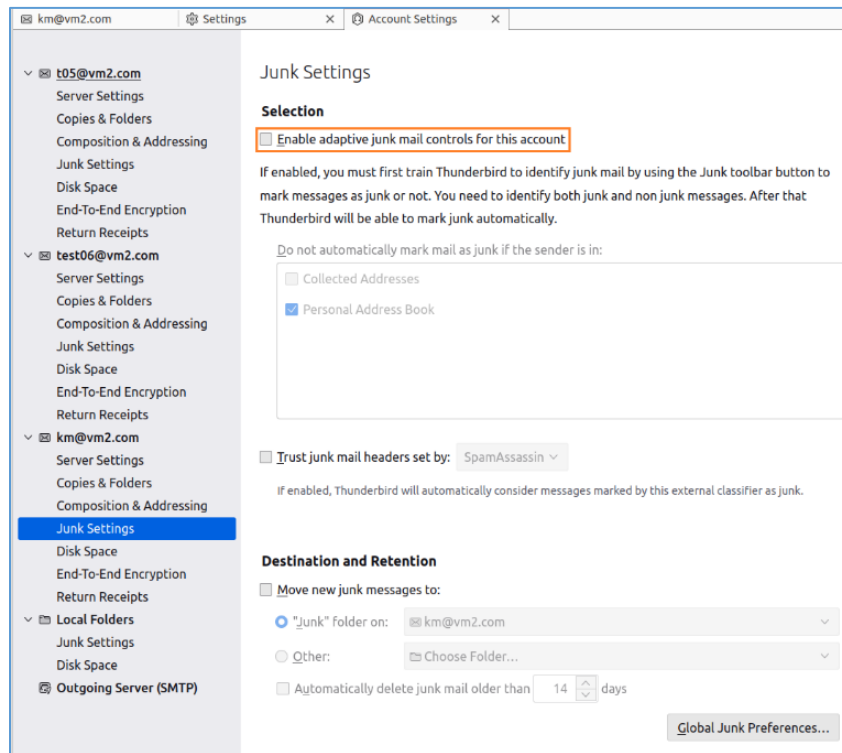 km@vm2.com
Settings
Account Settings
t05@vm2.com
Server Settings
Copies & Folders
Composition & Addressing
Junk Settings
Disk Space
End-To-End Encryption
Return Receipts
test06@vm2.com
Server Settings
Copies & Folders
Composition & Addressing
Junk Settings
Disk Space
End-To-End Encryption
Return Receipts
km@vm2.com
Server Settings
Copies & Folders
Composition & Addressing
Junk Settings
Disk Space
End-To-End Encryption
Return Receipts
Local Folders
Junk Settings
Disk Space
Outgoing Server (SMTP)
Junk Settings
Selection
Enable adaptive junk mail controls for this account
If enabled, you must first train Thunderbird to identify junk mail by using the Junk toolbar button to
mark messages as junk or not. You need to identify both junk and non junk messages. After that
Thunderbird will be able to mark junk automatically.
Do not automatically mark mail as junk if the sender is in:
Collected Addresses
Personal Address Book
Trust junk mail headers set by: SpamAssassin
If enabled, Thunderbird will automatically consider messages marked by this external classifier as junk.
Destination and Retention
Move new junk messages to:
"Junk" folder on: km@vm2.com
Other: Choose Folder...
Automatically delete junk mail older than 14 days
Global Junk Preferences...